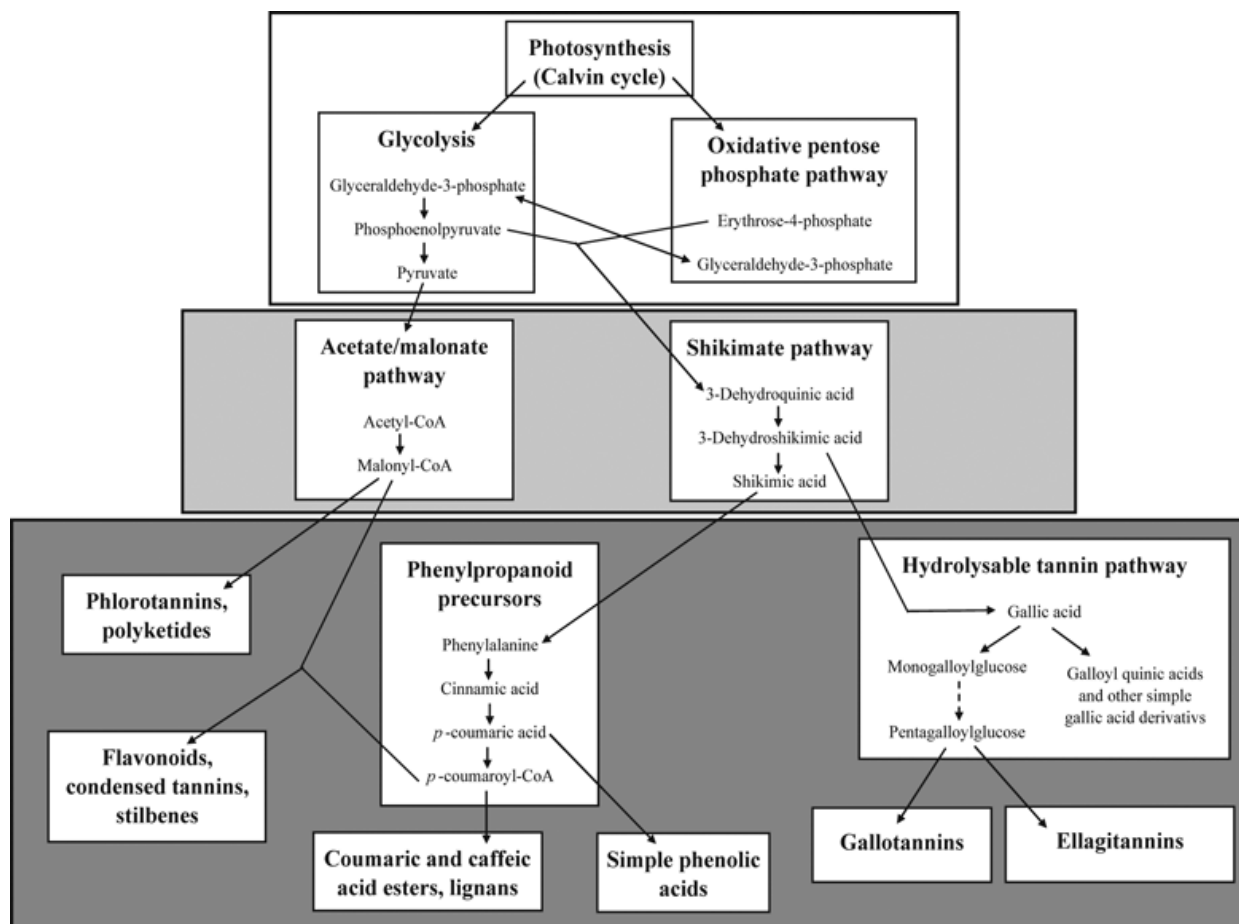 Photosynthesis
(Calvin cycle)
Glycolysis
Glyceraldehyde-3-phosphate
Phosphoenolpyruvate
Pyruvate
Oxidative pentose
phosphate pathway
Erythrose-4-phosphate
Glyceraldehyde-3-phosphate
Acetate/malonate
pathway
Acetyl-CoA
Malonyl-CoA
Shikimate pathway
3-Dehydroquinic acid
3-Dehydroshikimic acid
Shikimic acid
Phlorotannins,
polyketides
Flavonoids,
condensed tannins,
stilbenes
Phenylpropanoid
precursors
Phenylalanine
Cinnamic acid
p-coumaric acid
p-coumaroyl-CoA
Coumaric and caffeic
acid esters, lignans
Simple phenolic
acids
Hydrolysable tannin pathway
Gallic acid
Monogalloylglucose
Pentagalloylglucose
Galloyl quinic acids
and other simple
gallic acid derivativs
Gallotannins
Ellagitannins